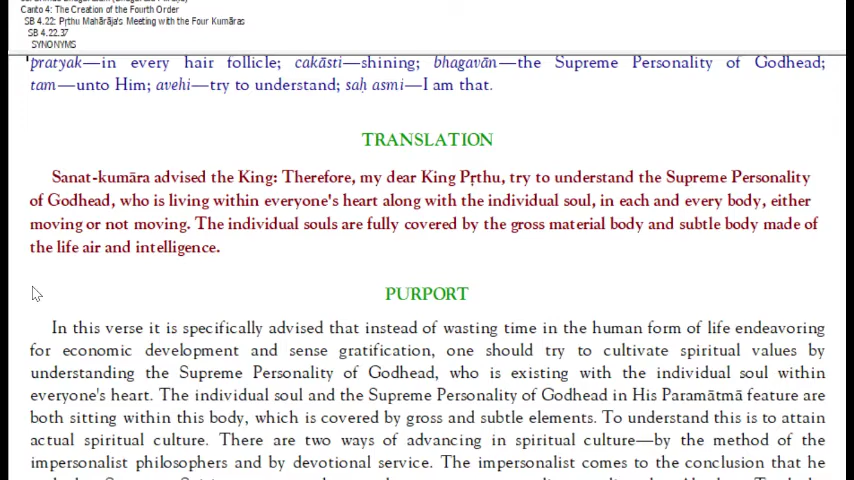 Canto 4: The Creation of the Fourth Order
SB 4.22: Pṛthu Mahārāja's Meeting with the Four Kumāras
SB 4.22.37
SYNONYMS
pratyak—in every hair follicle; cakāsti—shining; bhagavān—the Supreme Personality of Godhead;
tam—unto Him; avehi—try to understand; saḥ asmi—I am that.
TRANSLATION
Sanat-kumāra advised the King: Therefore, my dear King Pṛthu, try to understand the Supreme Personality
of Godhead, who is living within everyone's heart along with the individual soul, in each and every body, either
moving or not moving. The individual souls are fully covered by the gross material body and subtle body made of
the life air and intelligence.
PURPORT
In this verse it is specifically advised that instead of wasting time in the human form of life endeavoring
for economic development and sense gratification, one should try to cultivate spiritual values by
understanding the Supreme Personality of Godhead, who is existing with the individual soul within
everyone's heart. The individual soul and the Supreme Personality of Godhead in His Paramātmā feature are
both sitting within this body, which is covered by gross and subtle elements. To understand this is to attain
actual spiritual culture. There are two ways of advancing in spiritual culture—by the method of the
impersonalist philosophers and by devotional service. The impersonalist comes to the conclusion that he